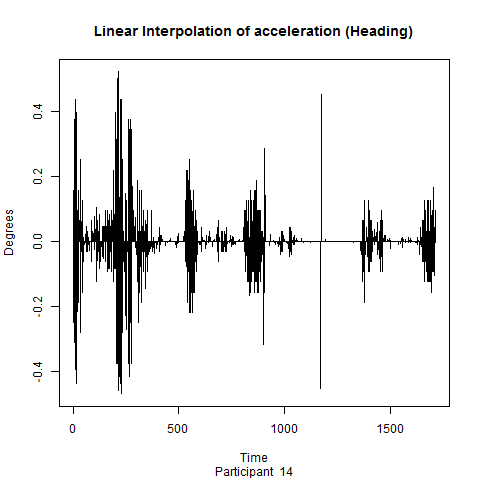 Linear Interpolation of acceleration (Heading)
Degrees
0.4
0.2
0.0
-0.2
-0.4
0 500 1000 1500
Time
Participant 14